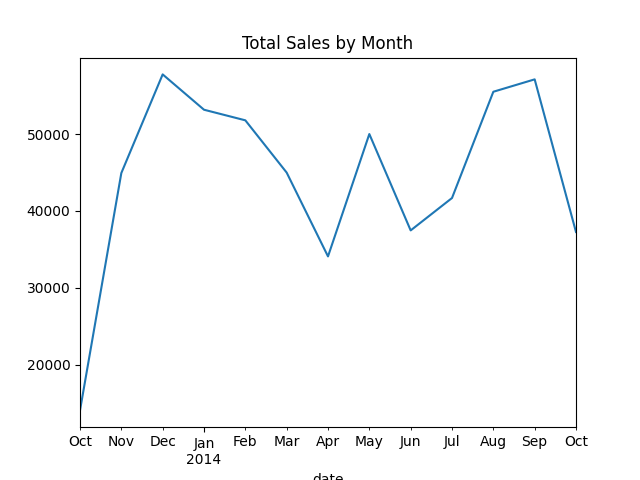 Total Sales by Month
50000
40000
30000
20000
Oct Nov Dec Jan Feb Mar Apr May Jun Jul Aug Sep Oct
2014
date